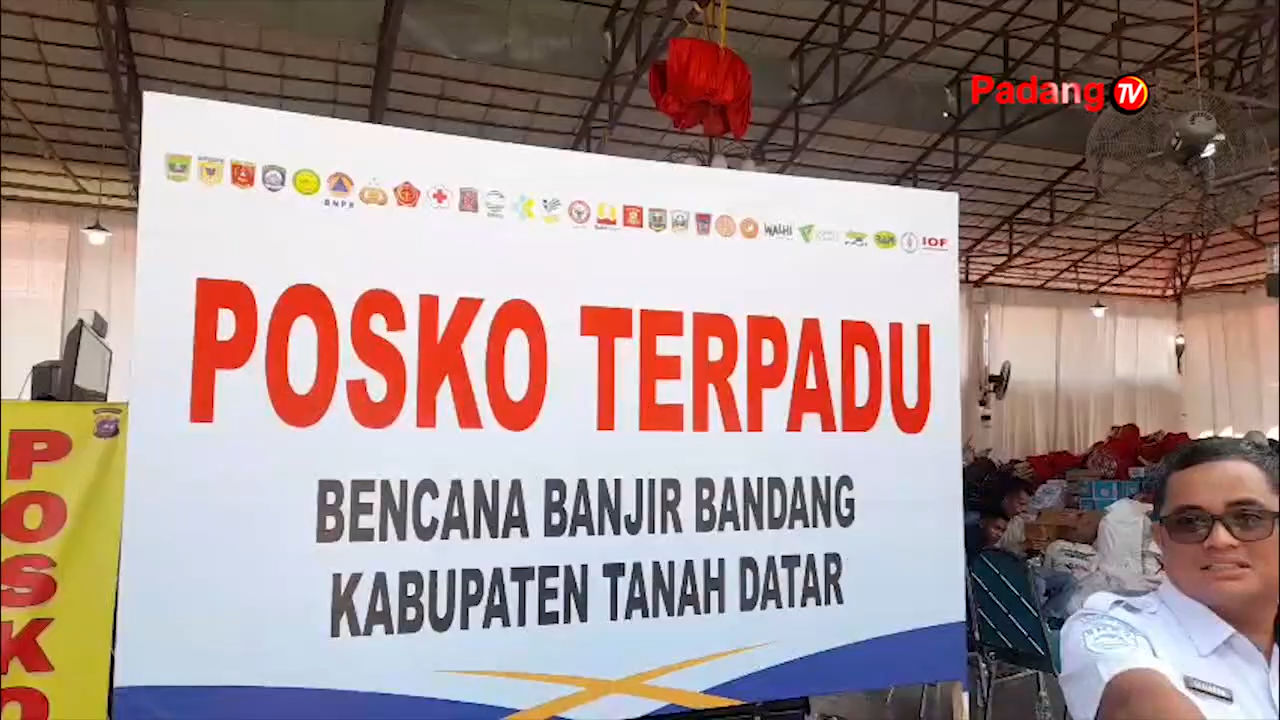 Padang TV
BNPB
WALHI
IOF
POSKO TERPADU
BENCANA BANJIR BANDANG
KABUPATEN TANAH DATAR
POSKO